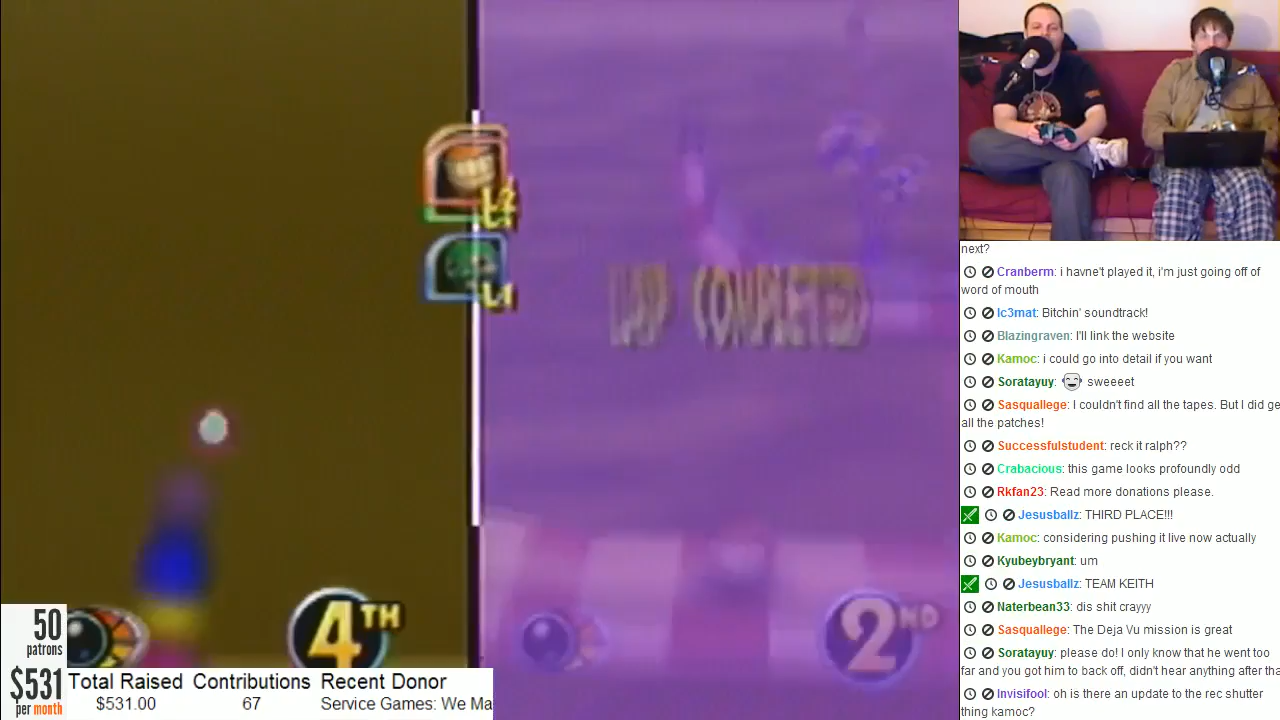 L2
L1
LAP COMPLETED
4TH
2ND
50
patrons
$531
per month
Total Raised
Contributions
Recent Donor
$531.00
67
Service Games: We Ma
next?
Cranberm: i havne't played it, i'm just going off of
word of mouth
Ic3mat: Bitchin' soundtrack!
Blazingraven: I'll link the website
Kamoc: i could go into detail if you want
Soratayuy: sweeeet
Sasquallege: I couldn't find all the tapes. But I did ge
all the patches!
Successfulstudent: reck it ralph??
Crabacious: this game looks profoundly odd
Rkfan23: Read more donations please.
Jesusballz: THIRD PLACE!!!
Kamoc: considering pushing it live now actually
Kyubeybryant: um
Jesusballz: TEAM KEITH
Naterbean33: dis shit crayyy
Sasquallege: The Deja Vu mission is great
Soratayuy: please do! I only know that he went too
far and you got him to back off, didn't hear anything after tha
Invisifool: oh is there an update to the rec shutter
thing kamoc?